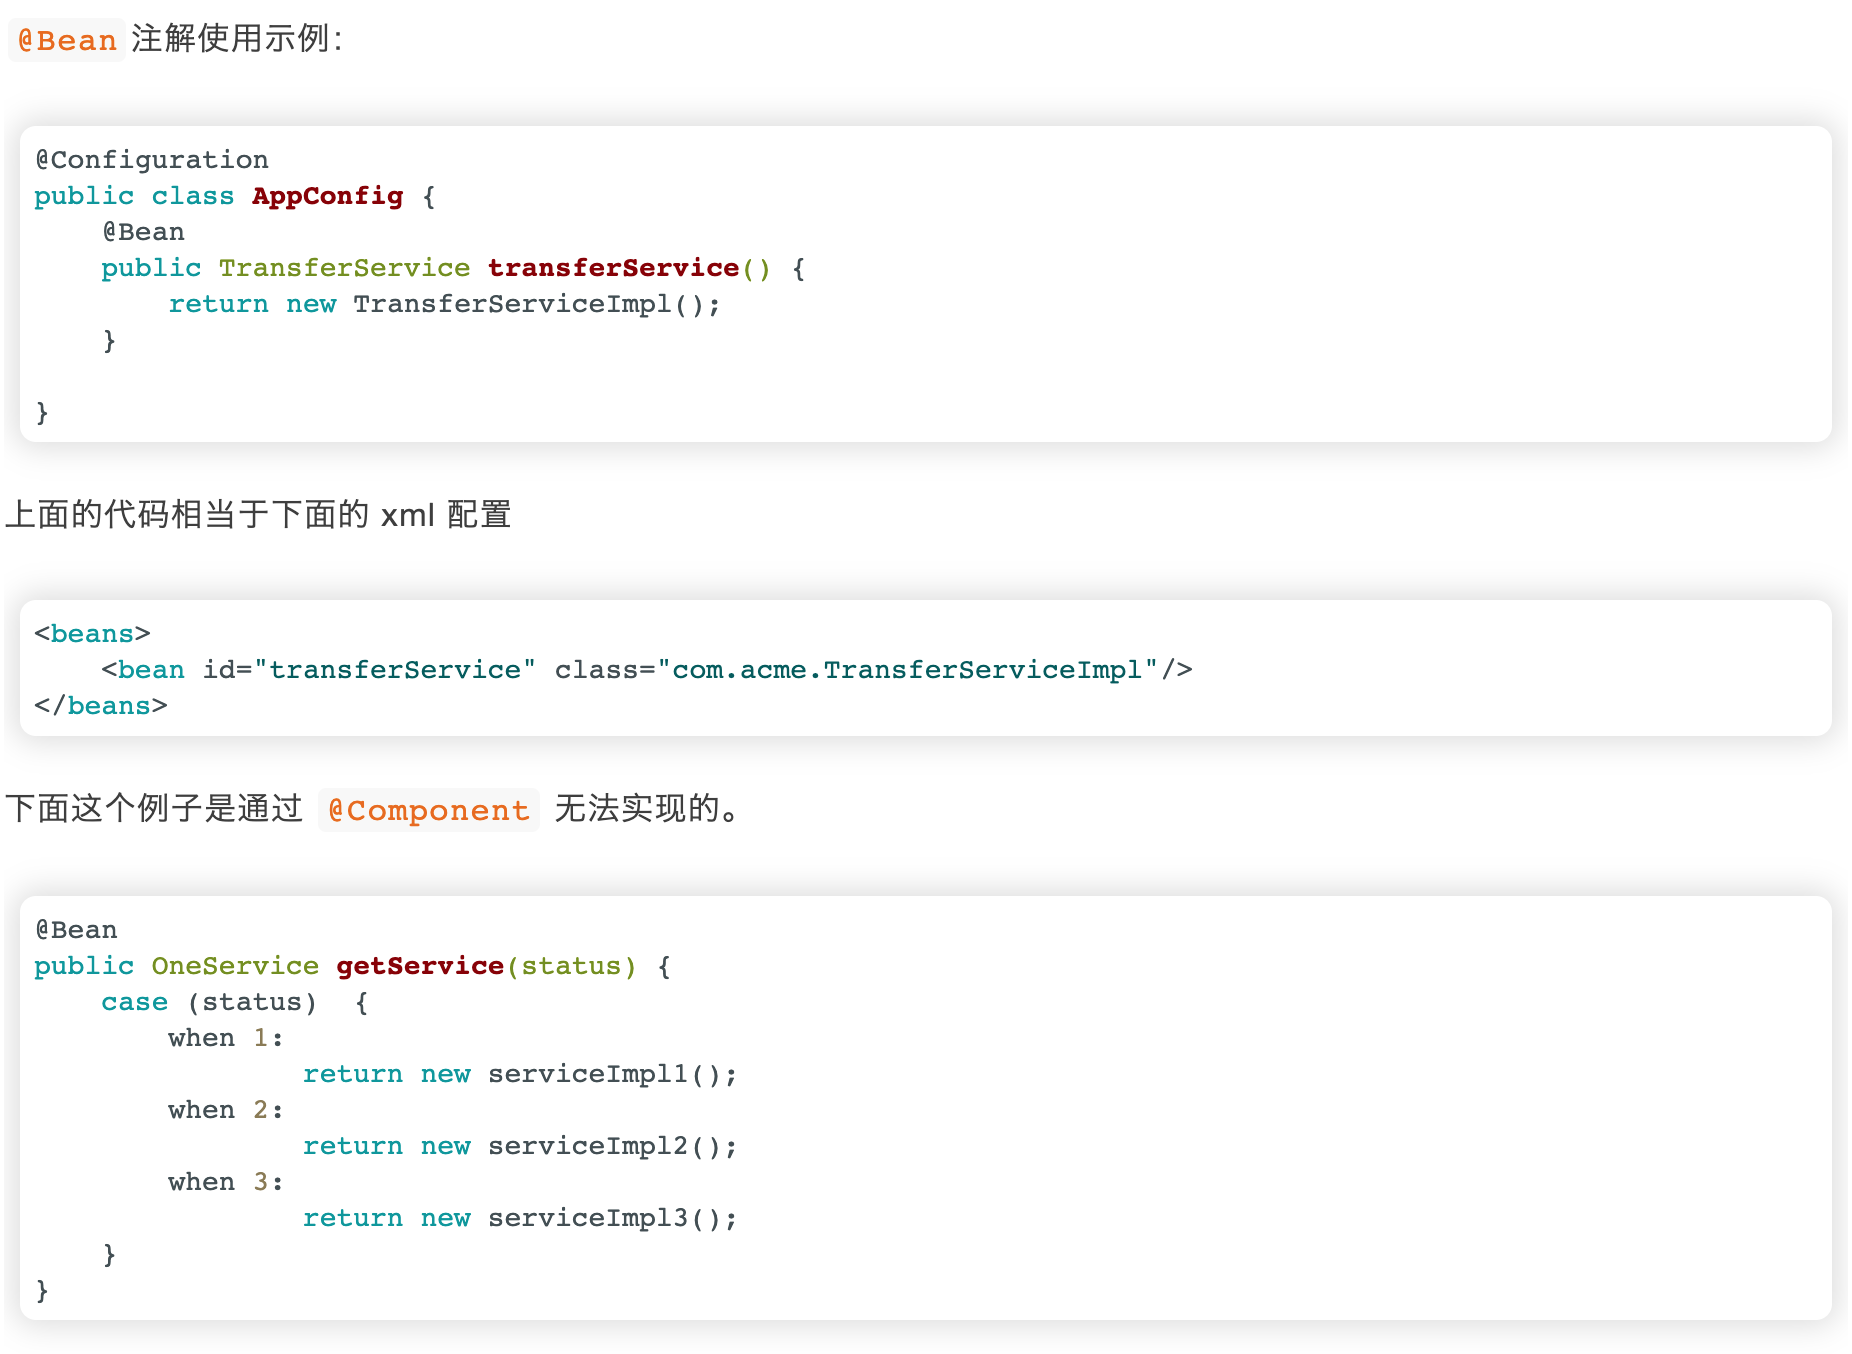 @Bean 注解使用示例：
@Configuration
public class AppConfig {
    @Bean
    public TransferService transferService() {
        return new TransferServiceImpl();
    }

}
上面的代码相当于下面的 xml 配置
<beans>
    <bean id="transferService" class="com.acme.TransferServiceImpl"/>
</beans>
下面这个例子是通过 @Component 无法实现的。
@Bean
public OneService getService(status) {
    case (status)  {
        when 1:
                return new serviceImpl1();
        when 2:
                return new serviceImpl2();
        when 3:
                return new serviceImpl3();
    }
}